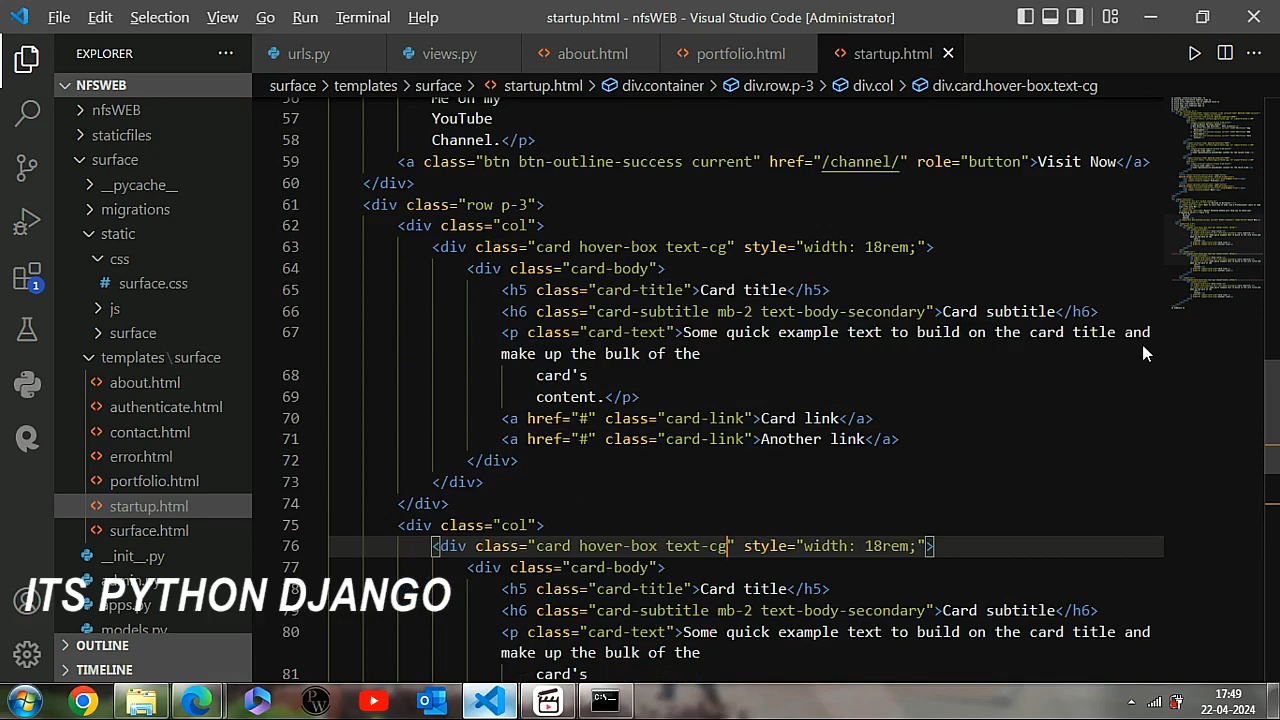 File Edit Selection View Go Run Terminal Help startup.html - nfsWEB - Visual Studio Code [Administrator]
EXPLORER
urls.py views.py about.html portfolio.html startup.html
NFSWEB
surface > templates > surface > startup.html > div.container > div.row.p-3 > div.col > div.card.hover-box.text-cg
nfsWEB
staticfiles
surface
__pycache__
migrations
static
css
surface.css
js
surface
templates\surface
about.html
authenticate.html
contact.html
error.html
portfolio.html
startup.html
surface.html
__init__.py
apps.py
models.py
OUTLINE
TIMELINE
56 Me on my
57 YouTube
58 Channel.</p>
59 <a class="btn btn-outline-success current" href="/channel/" role="button">Visit Now</a>
60 </div>
61 <div class="row p-3">
62 <div class="col">
63 <div class="card hover-box text-cg" style="width: 18rem;">
64 <div class="card-body">
65 <h5 class="card-title">Card title</h5>
66 <h6 class="card-subtitle mb-2 text-body-secondary">Card subtitle</h6>
67 <p class="card-text">Some quick example text to build on the card title and
make up the bulk of the
68 card's
69 content.</p>
70 <a href="#" class="card-link">Card link</a>
71 <a href="#" class="card-link">Another link</a>
72 </div>
73 </div>
74 </div>
75 <div class="col">
76 <div class="card hover-box text-cg" style="width: 18rem;">
77 <div class="card-body">
<h5 class="card-title">Card title</h5>
<h6 class="card-subtitle mb-2 text-body-secondary">Card subtitle</h6>
80 <p class="card-text">Some quick example text to build on the card title and
make up the bulk of the
81 card's
ITS PYTHON DJANGO
1
17:49
22-04-2024